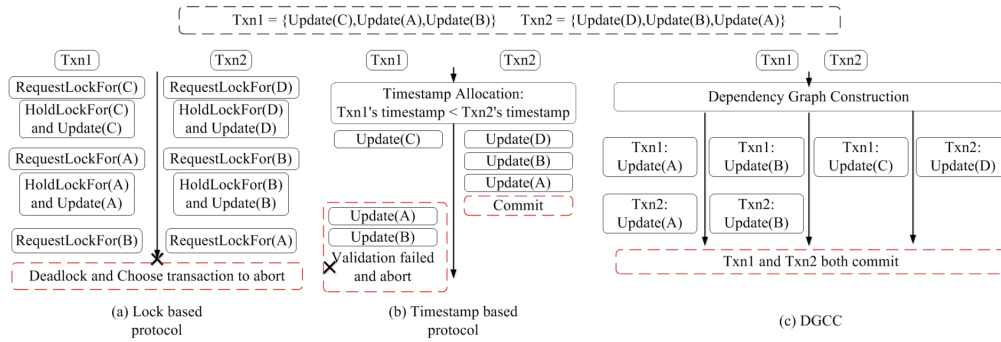 Txn1 = {Update(C),Update(A),Update(B)} Txn2 = {Update(D),Update(B),Update(A)}
Txn1 Txn2
RequestLockFor(C) RequestLockFor(D)
HoldLockFor(C) HoldLockFor(D)
and Update(C) and Update(D)
RequestLockFor(A) RequestLockFor(B)
HoldLockFor(A) HoldLockFor(B)
and Update(A) and Update(B)
RequestLockFor(B) RequestLockFor(A)
Deadlock and Choose transaction to abort
(a) Lock based
protocol
Txn1 Txn2
Timestamp Allocation:
Txn1's timestamp < Txn2's timestamp
Update(C) Update(D)
Update(B)
Update(A)
Commit
Update(A)
Update(B)
Validation failed
and abort
(b) Timestamp based
protocol
Txn1 Txn2
Dependency Graph Construction
Txn1: Txn1: Txn1: Txn2:
Update(A) Update(B) Update(C) Update(D)
Txn2: Txn2:
Update(A) Update(B)
Txn1 and Txn2 both commit
(c) DGCC